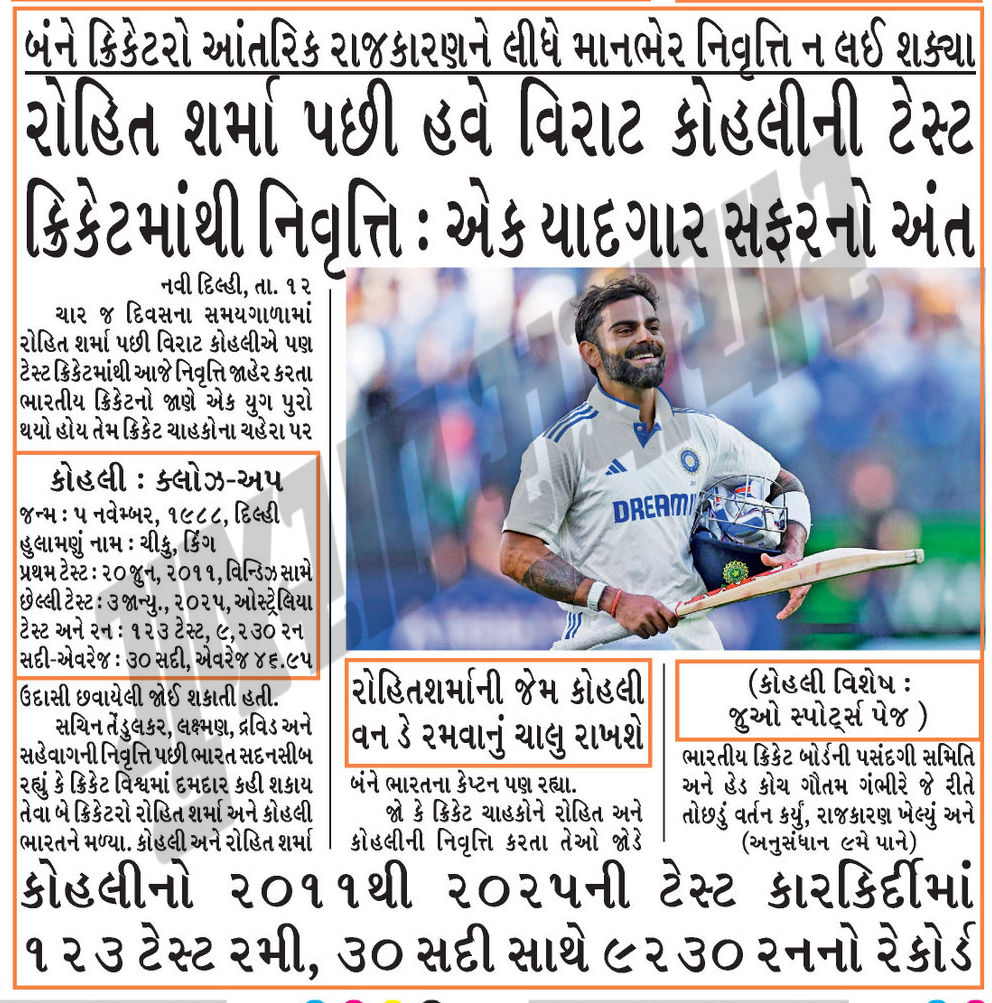 બંને ક્રિકેટરો આંતરિક રાજકારણને લીધે માનભેર નિવૃત્તિ ન લઈ શક્યા
રોહિત શર્મા પછી હવે વિરાટ કોહલીની ટેસ્ટ
ક્રિકેટમાંથી નિવૃત્તિ : એક યાદગાર સફરનો અંત
નવી દિલ્હી, તા. ૧૨
ચાર જ દિવસના સમયગાળામાં
રોહિત શર્મા પછી વિરાટ કોહલીએ પણ
ટેસ્ટ ક્રિકેટમાંથી આજે નિવૃત્તિ જાહેર કરતા
ભારતીય ક્રિકેટનો જાણે એક યુગ પુરો
થયો હોય તેમ ક્રિકેટ ચાહકોના ચહેરા પર
કોહલી : ક્લોઝ-અપ
જન્મ : ૫ નવેમ્બર, ૧૯૮૮, દિલ્હી
હુલામણું નામ : ચીકુ, કિંગ
પ્રથમ ટેસ્ટ : ૨૦ જુન, ૨૦૧૧, વિન્ડિઝ સામે
છેલ્લી ટેસ્ટ : ૩ જાન્યુ., ૨૦૨૫, ઓસ્ટ્રેલિયા
ટેસ્ટ અને રન : ૧૨૩ ટેસ્ટ, ૯,૨૩૦ રન
સદી-એવરેજ : ૩૦ સદી, એવરેજ ૪૬.૯૫
ઉદાસી છવાયેલી જોઈ શકાતી હતી.
સચિન તેંડુલકર, લક્ષ્મણ, દ્રવિડ અને
સહેવાગની નિવૃત્તિ પછી ભારત સદનસીબ
રહ્યું કે ક્રિકેટ વિશ્વમાં દમદાર કહી શકાય
તેવા બે ક્રિકેટરો રોહિત શર્મા અને કોહલી
ભારતને મળ્યા. કોહલી અને રોહિત શર્મા
DREAM11
રોહિતશર્માની જેમ કોહલી
વન ડે રમવાનું ચાલુ રાખશે
બંને ભારતના કેપ્ટન પણ રહ્યા.
જો કે ક્રિકેટ ચાહકોને રોહિત અને
કોહલીની નિવૃત્તિ કરતા તેઓ જોડે
(કોહલી વિશેષ :
જુઓ સ્પોર્ટ્સ પેજ )
ભારતીય ક્રિકેટ બોર્ડની પસંદગી સમિતિ
અને હેડ કોચ ગૌતમ ગંભીરે જે રીતે
તોછડું વર્તન કર્યું, રાજકારણ ખેલ્યું અને
(અનુસંધાન ૯મે પાને)
કોહલીનો ૨૦૧૧થી ૨૦૨૫ની ટેસ્ટ કારકિર્દીમાં
૧૨૩ ટેસ્ટ રમી, ૩૦ સદી સાથે ૯૨૩૦ રનનો રેકોર્ડ
ગુજરાત સમાચાર